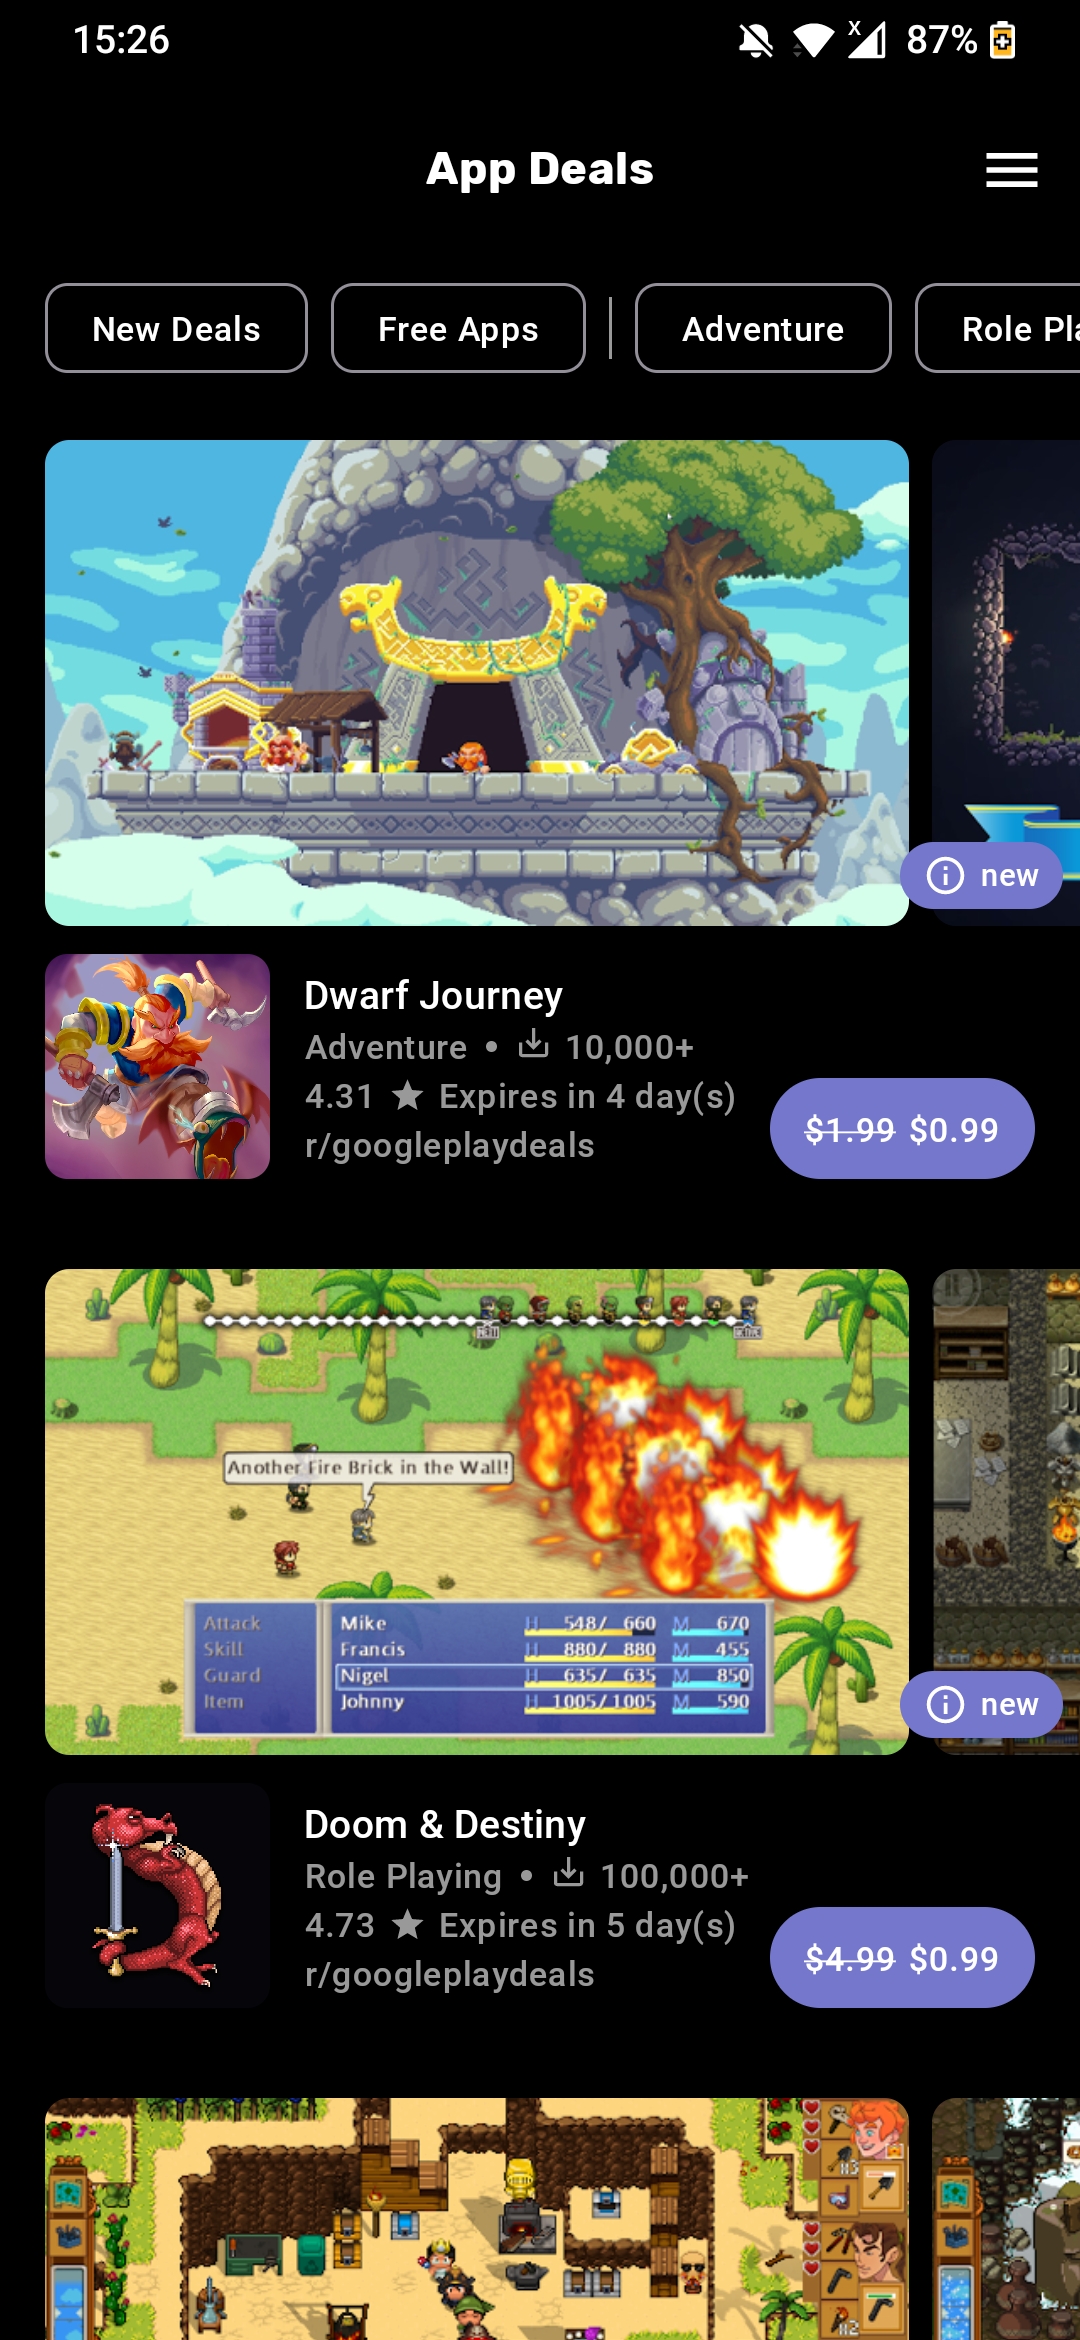 15:26
X 87%
App Deals
New Deals
Free Apps
Adventure
Role Pla
new
Dwarf Journey
Adventure • 10,000+
4.31 ★ Expires in 4 day(s)
r/googleplaydeals
$1.99 $0.99
Another Fire Brick in the Wall!
Attack
Skill
Guard
Item
Mike H 548/ 660 M 670
Francis H 880/ 880 M 455
Nigel H 635/ 635 M 850
Johnny H 1005/1005 M 590
new
Doom & Destiny
Role Playing • 100,000+
4.73 ★ Expires in 5 day(s)
r/googleplaydeals
$4.99 $0.99